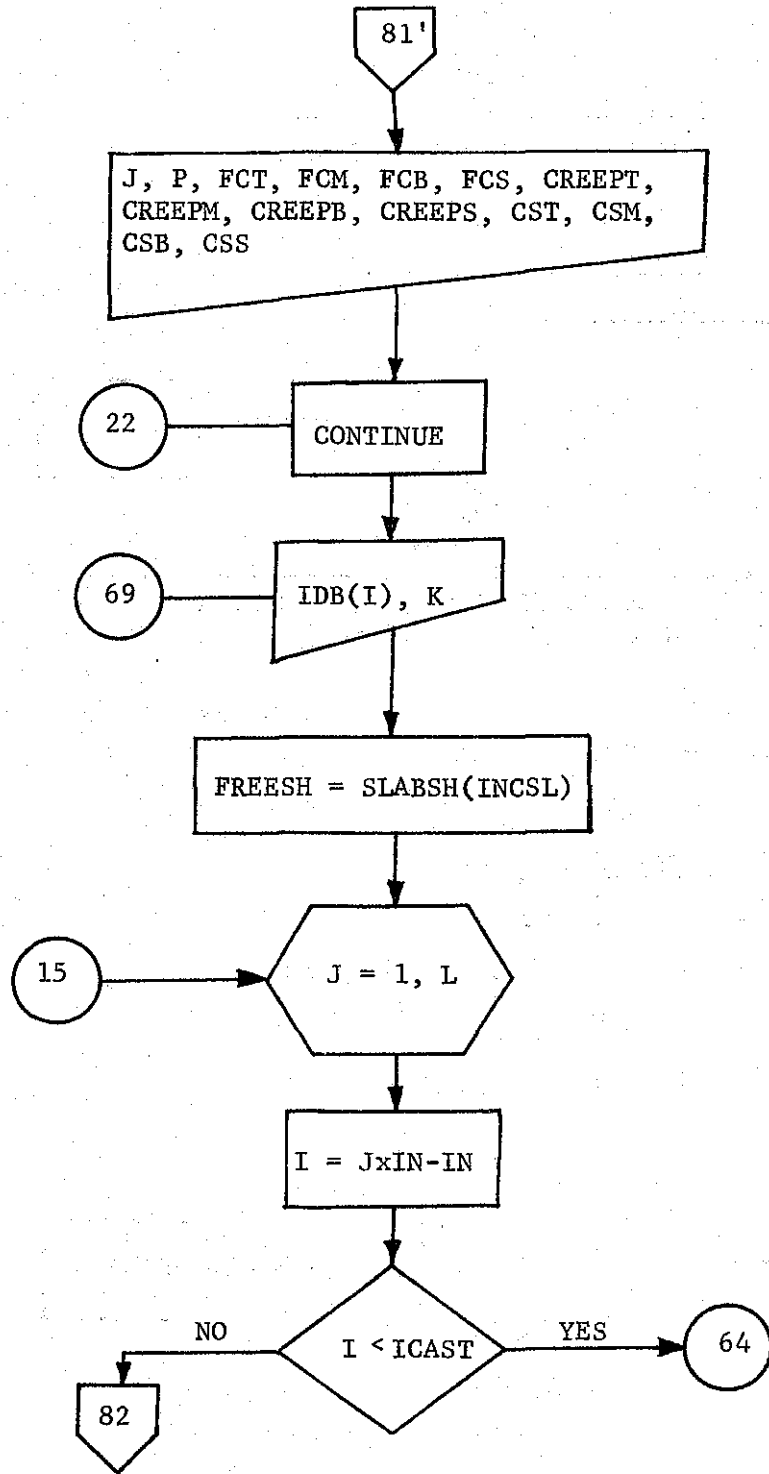 81'
J, P, FCT, FCM, FCB, FCS, CREEPT,
CREEPM, CREEPB, CREEPS, CST, CSM,
CSB, CSS
22
CONTINUE
69
IDB(I), K
FREESH = SLABSH(INCSL)
15
J = 1, L
I = JxIN-IN
NO
I < ICAST
YES
64
82